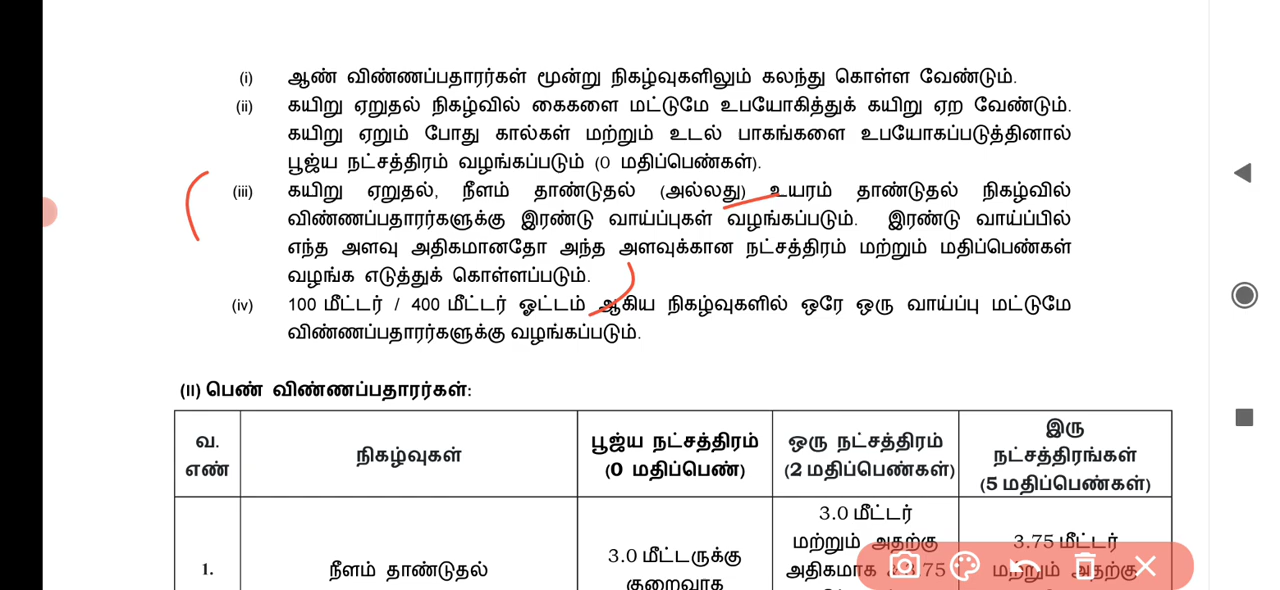 (i) ஆண் விண்ணப்பதாரர்கள் மூன்று நிகழ்வுகளிலும் கலந்து கொள்ள வேண்டும்.
(ii) கயிறு ஏறுதல் நிகழ்வில் கைகளை மட்டுமே உபயோகித்துக் கயிறு ஏற வேண்டும்.
கயிறு ஏறும் போது கால்கள் மற்றும் உடல் பாகங்களை உபயோகப்படுத்தினால்
பூஜ்ய நட்சத்திரம் வழங்கப்படும் (0 மதிப்பெண்கள்).
(iii) கயிறு ஏறுதல், நீளம் தாண்டுதல் (அல்லது) உயரம் தாண்டுதல் நிகழ்வில்
விண்ணப்பதாரர்களுக்கு இரண்டு வாய்ப்புகள் வழங்கப்படும். இரண்டு வாய்ப்பில்
எந்த அளவு அதிகமானதோ அந்த அளவுக்கான நட்சத்திரம் மற்றும் மதிப்பெண்கள்
வழங்க எடுத்துக் கொள்ளப்படும்.
(iv) 100 மீட்டர் / 400 மீட்டர் ஓட்டம் ஆகிய நிகழ்வுகளில் ஒரே ஒரு வாய்ப்பு மட்டுமே
விண்ணப்பதாரர்களுக்கு வழங்கப்படும்.
(II) பெண் விண்ணப்பதாரர்கள்:
வ.
எண்
நிகழ்வுகள்
பூஜ்ய நட்சத்திரம்
(0 மதிப்பெண்)
ஒரு நட்சத்திரம்
(2 மதிப்பெண்கள்)
இரு
நட்சத்திரங்கள்
(5 மதிப்பெண்கள்)
1.
நீளம் தாண்டுதல்
3.0 மீட்டருக்கு
குறைவாக
3.0 மீட்டர்
மற்றும் அதற்கு
அதிகமாக 3.75
3.75 மீட்டர்
மற்றும் அதற்கு